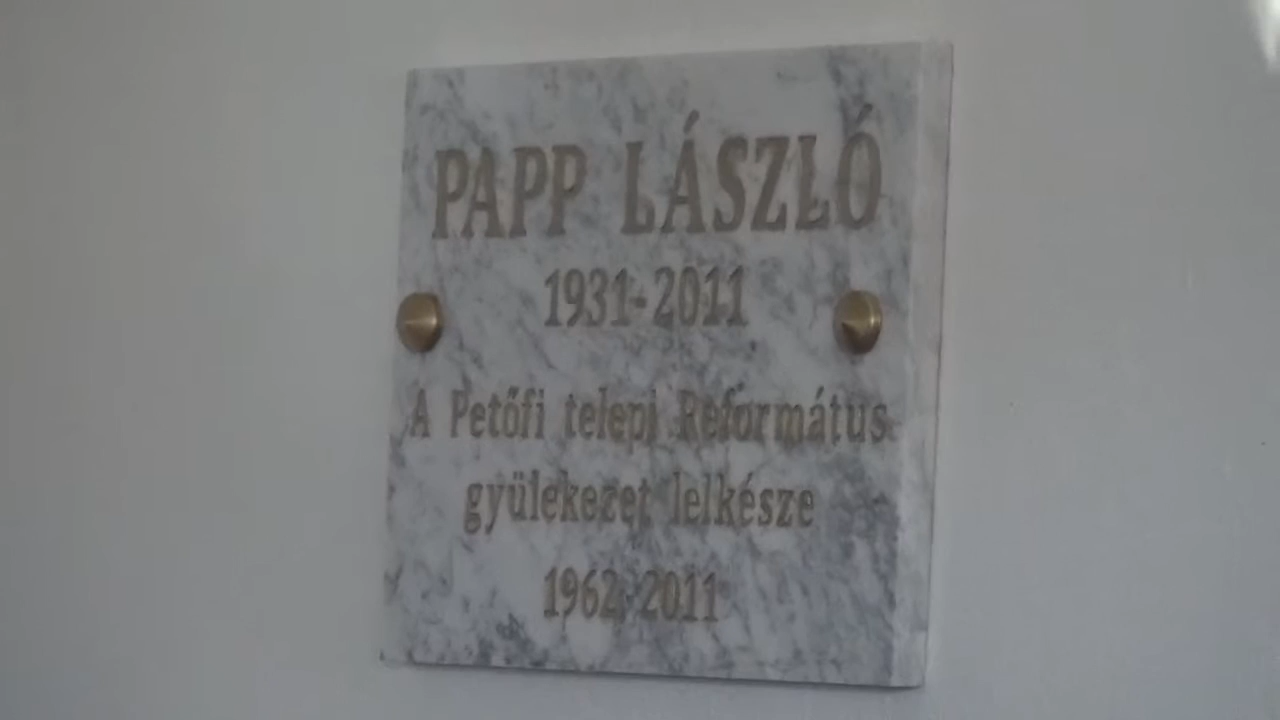 PAPP LÁSZLÓ
1931-2011
A Petőfi telepi Református
gyülekezet lelkésze
1962-2011